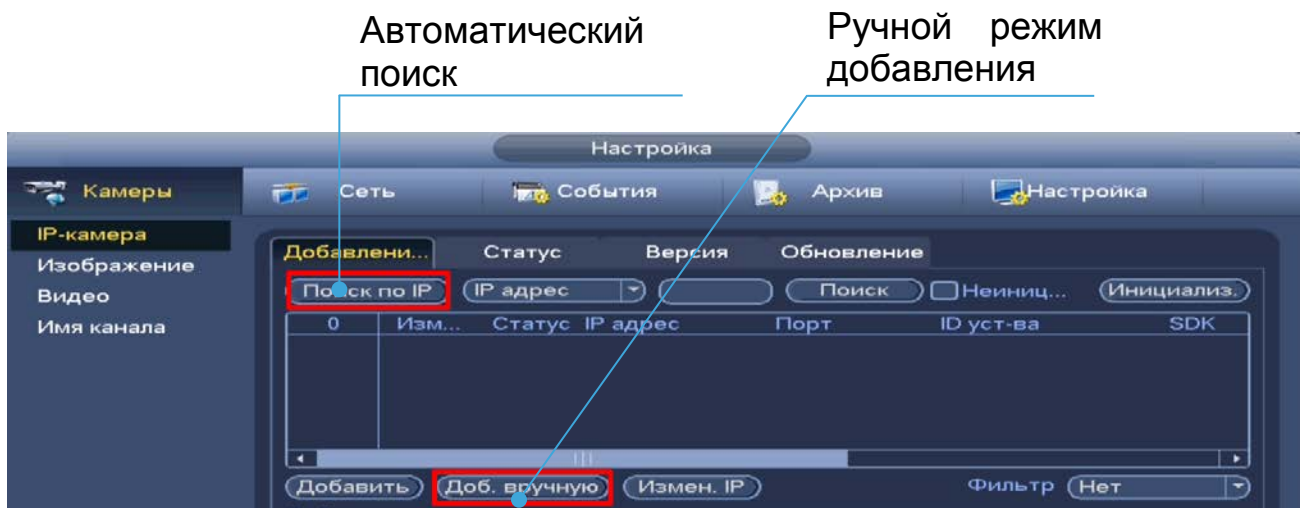 Автоматический
поиск
Ручной режим
добавления
Настройка
Камеры Сеть События Архив Настройка
IP-камера
Изображение
Видео
Имя канала
Добавлени... Статус Версия Обновление
Поиск по IP IP адрес Поиск Неиниц... Инициализ.
0 Изм... Статус IP адрес Порт ID уст-ва SDK
Добавить Доб. вручную Измен. IP Фильтр Нет